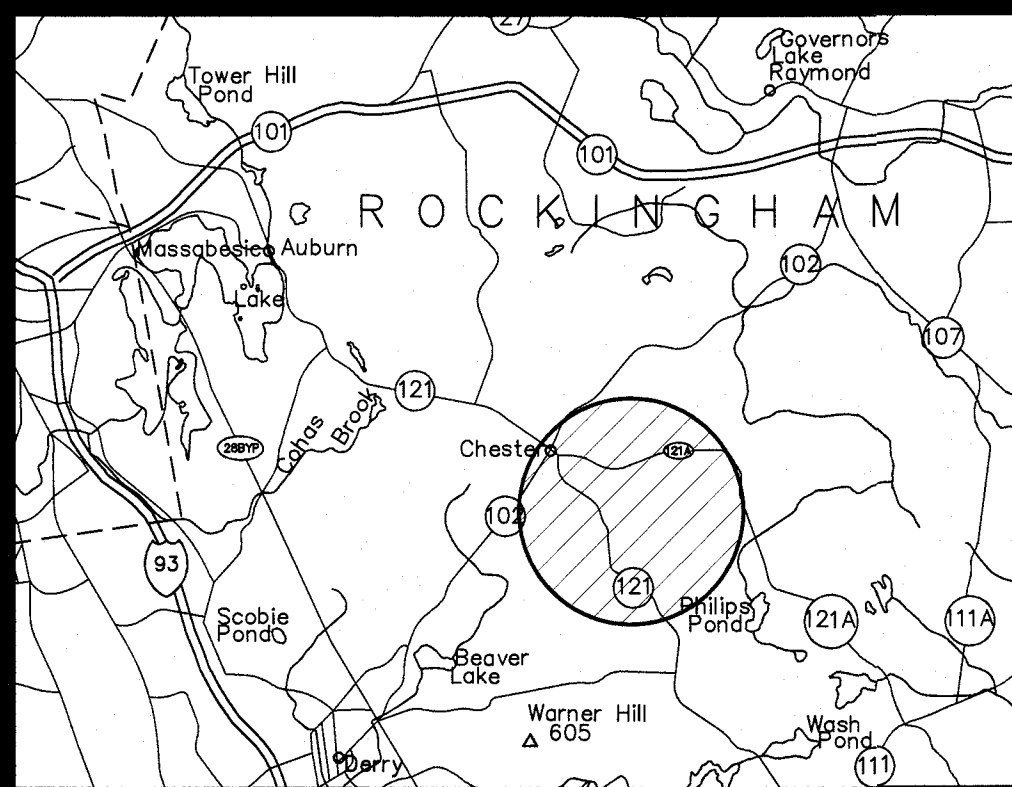 27
Governors
Lake
Raymond
Tower Hill
Pond
101
101
ROCKINGHAM
Massabesic
Auburn
Lake
102
107
121
Cohas Brook
28BYP
Chester
121A
102
93
121
Philips
Pond
121A
111A
Scobie
Pond
Beaver
Lake
Warner Hill
605
Wash
Pond
111
Derry